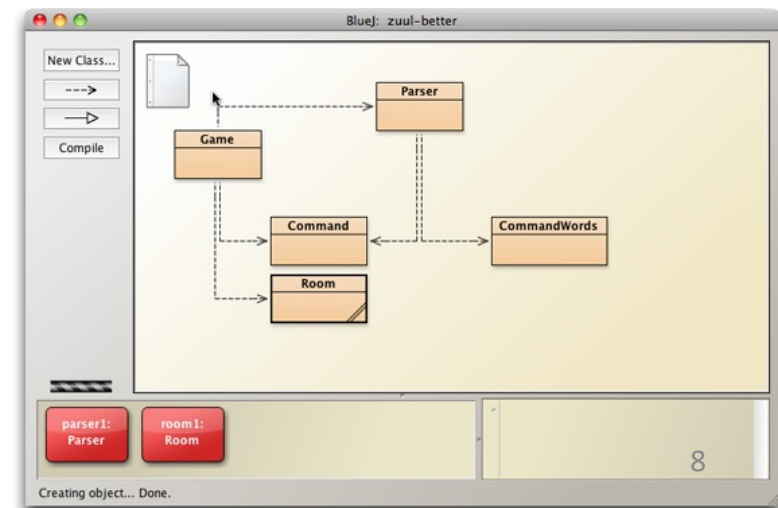 BlueJ: zuul-better
New Class...
Compile
Parser
Game
Command
CommandWords
Room
parser1:
Parser
room1:
Room
8
Creating object... Done.